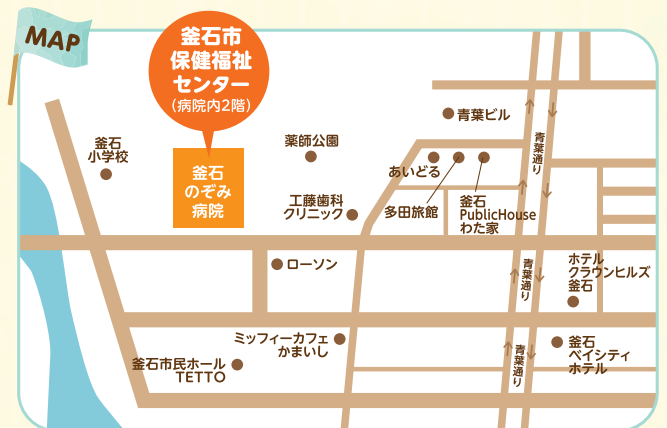 MAP
釜石市
保健福祉
センター
(病院内2階)
釜石
のぞみ
病院
釜石
小学校
薬師公園
工藤歯科
クリニック
青葉ビル
あいどる
多田旅館
釜石
PublicHouse
わた家
青葉通り
ローソン
青葉通り
ホテル
クラウンヒルズ
釜石
ミッフィーカフェ
かまいし
釜石市民ホール
TETTO
青葉通り
釜石
ベイシティ
ホテル